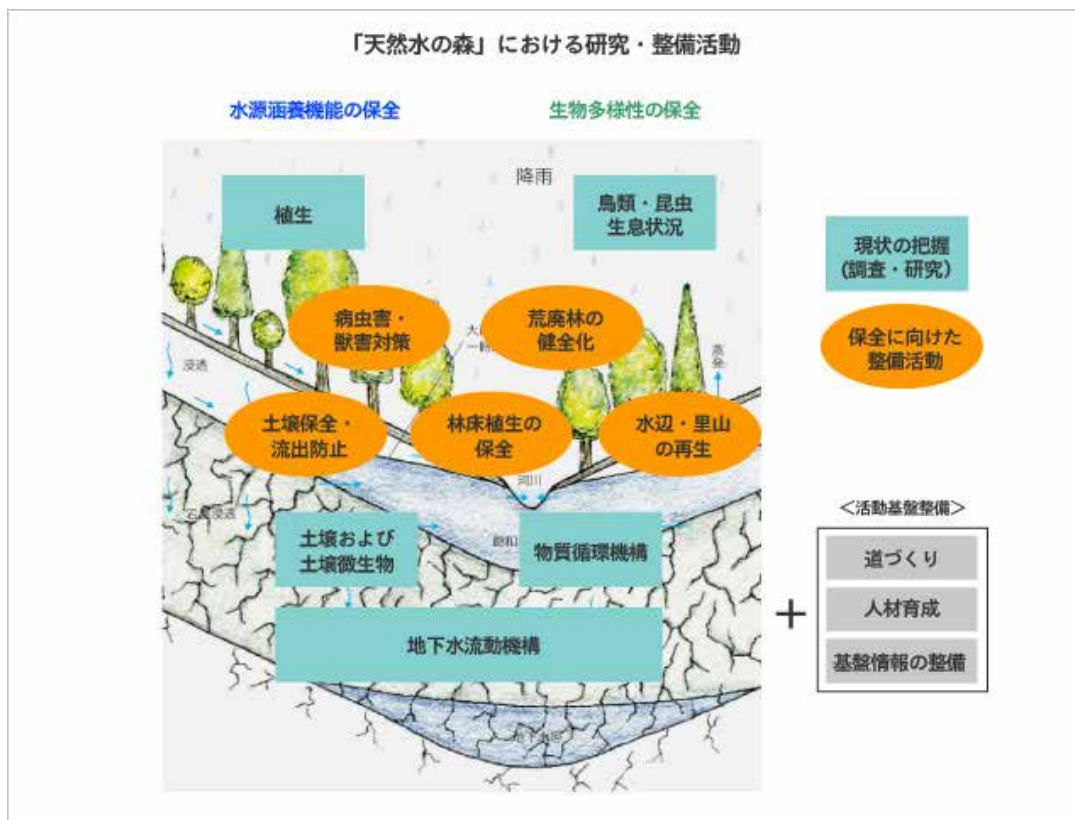 「天然水の森」における研究・整備活動
水源涵養機能の保全
生物多様性の保全
降雨
植生
鳥類・昆虫
生息状況
現状の把握
(調査・研究)
病虫害・
獣害対策
荒廃林の
健全化
保全に向けた
整備活動
蒸発
浸透
土壌保全・
流出防止
林床植生の
保全
水辺・里山
の再生
河川
土壌および
土壌微生物
物質循環機構
地下水流動機構
+
＜活動基盤整備＞
道づくり
人材育成
基盤情報の整備